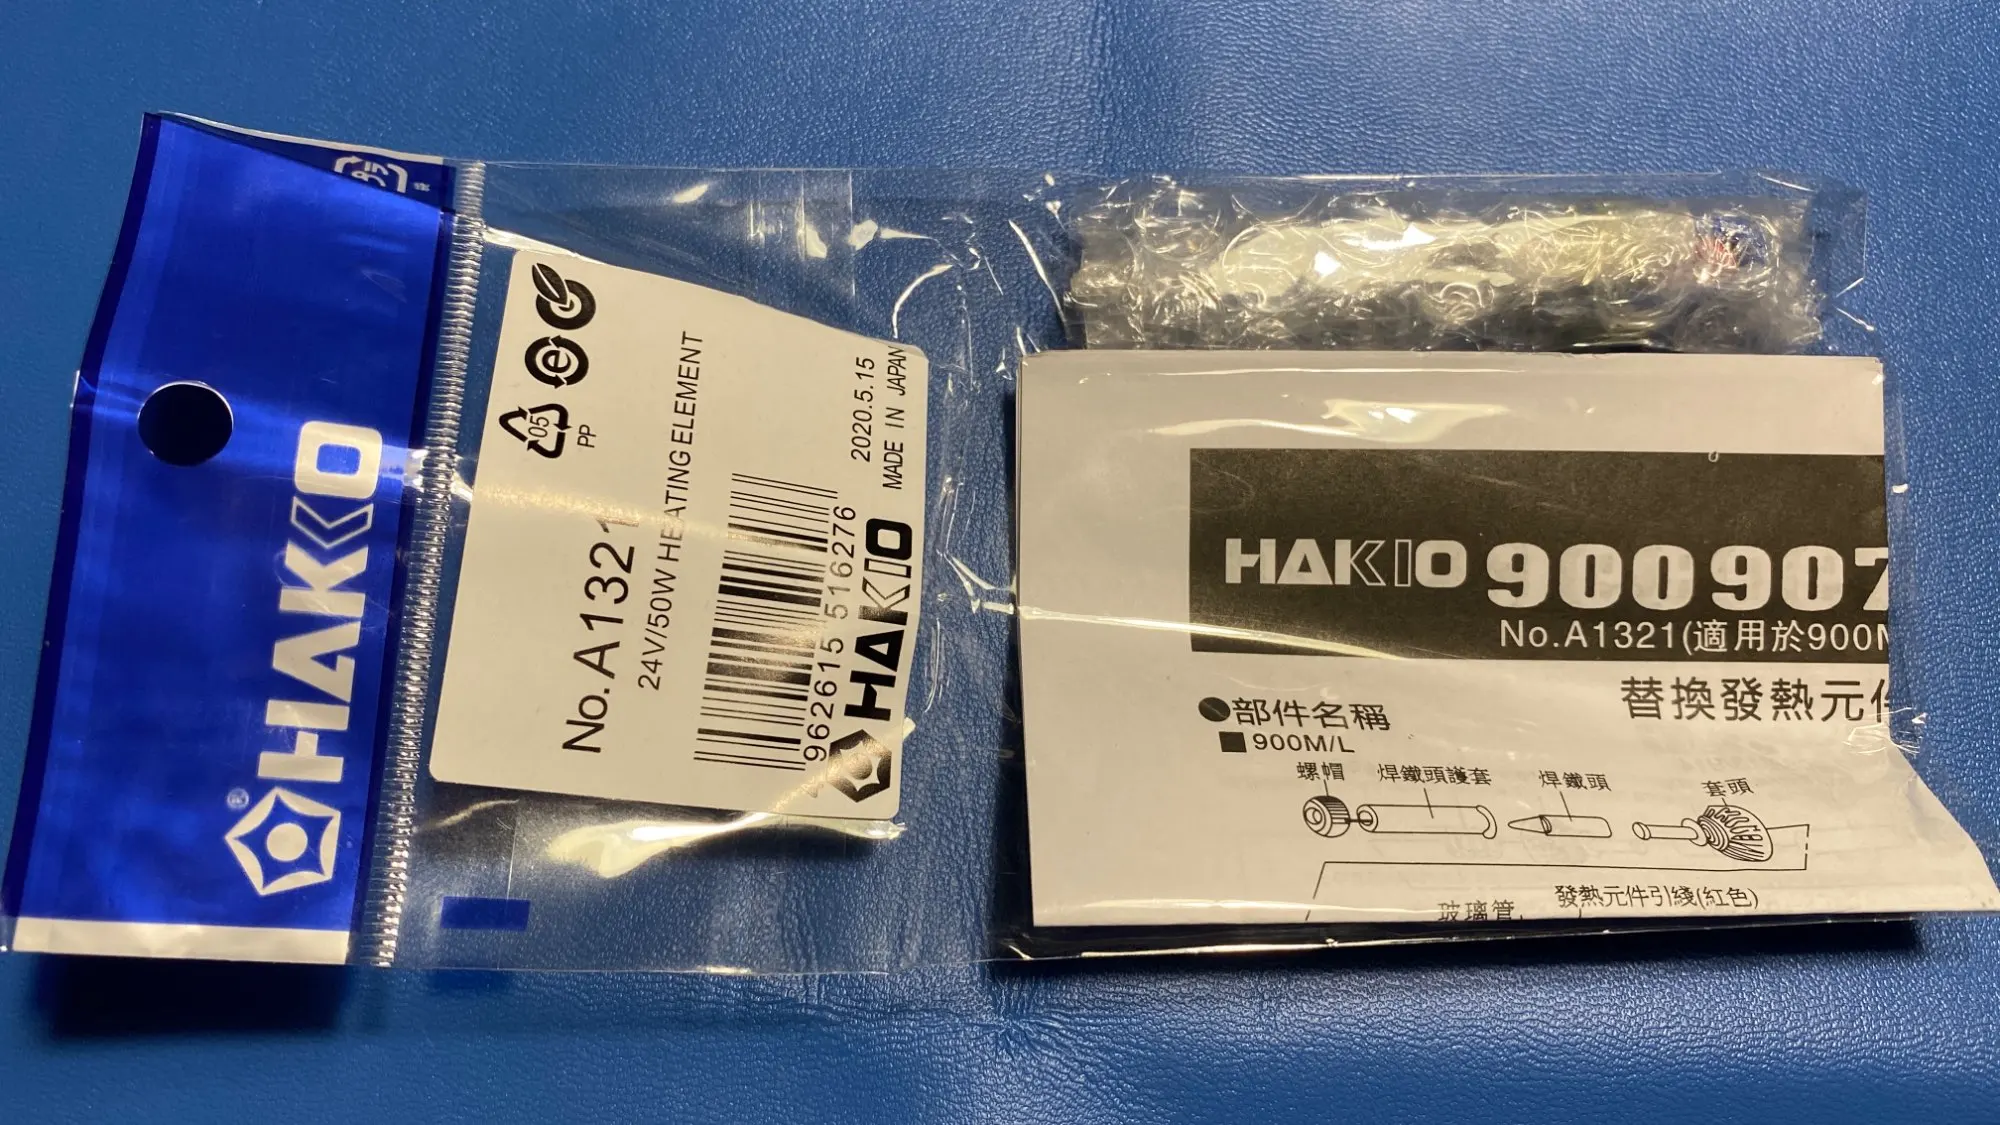 HAKKO
®
プラ
05
PP
No.A1321
24V/50W HEATING ELEMENT
962615 516276
2020.5.15
MADE IN JAPAN
HAKKO
HAKKO 900 907
No.A1321(適用於900M
替換發熱元件
●部件名稱
■900M/L
螺帽 焊鐵頭護套 焊鐵頭 套頭
玻璃管 發熱元件引綫(紅色)